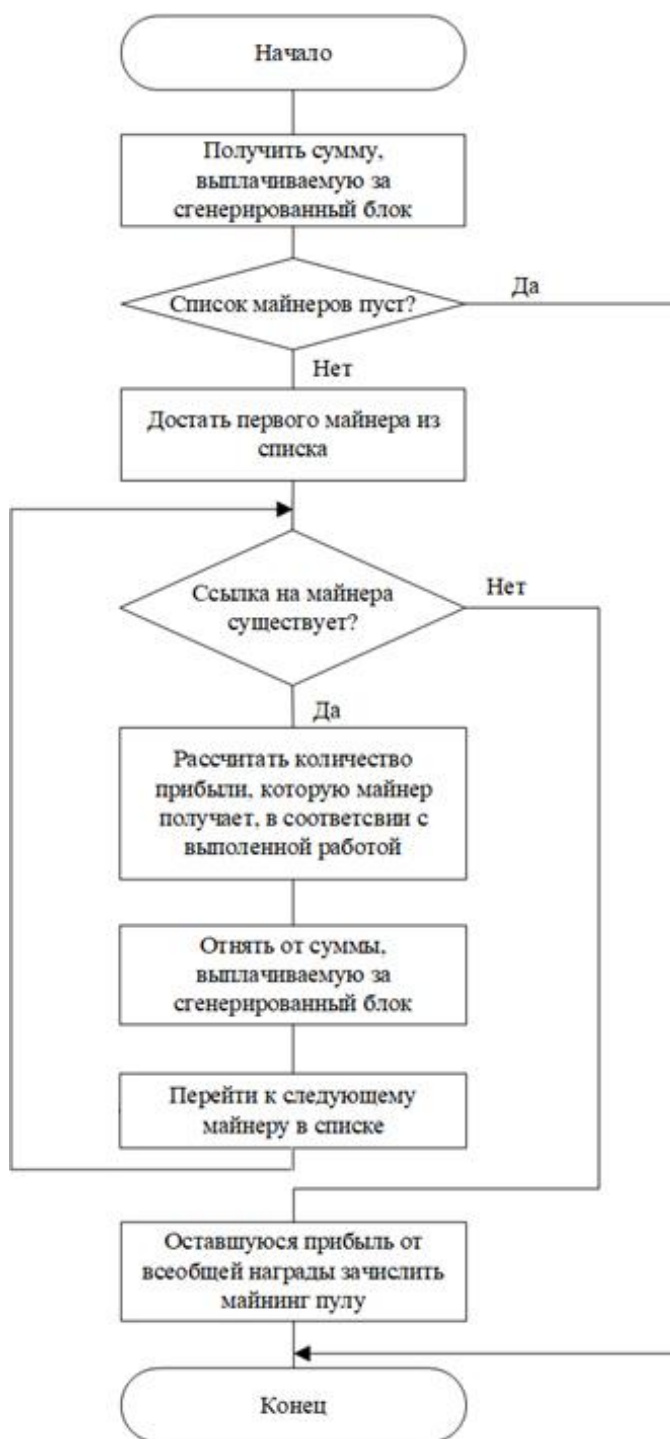 Начало
Получить сумму,
выплачиваемую за
сгенерированный блок
Список майнеров пуст?
Да
Нет
Достать первого майнера из
списка
Ссылка на майнера
существует?
Нет
Да
Рассчитать количество
прибыли, которую майнер
получает, в соответсвии с
выполенной работой
Отнять от суммы,
выплачиваемую за
сгенерированный блок
Перейти к следующему
майнеру в списке
Оставшуюся прибыль от
всеобщей награды зачислить
майнинг пулу
Конец